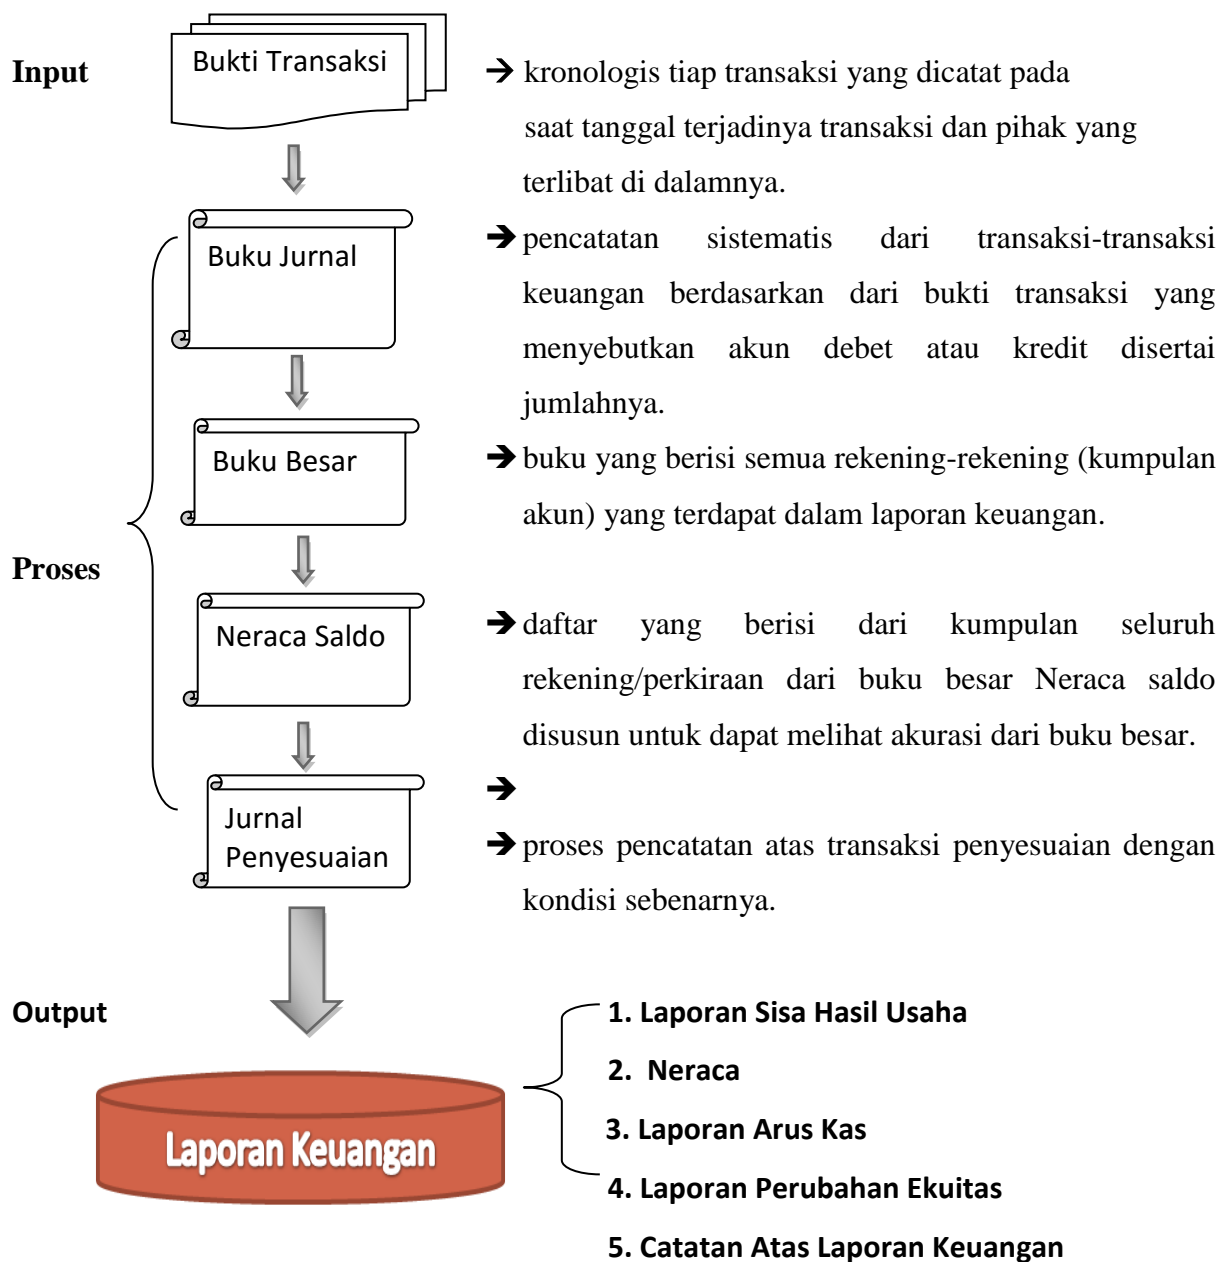 Input
Bukti Transaksi
➔ kronologis tiap transaksi yang dicatat pada
saat tanggal terjadinya transaksi dan pihak yang
terlibat di dalamnya.
Buku Jurnal
➔ pencatatan sistematis dari transaksi-transaksi
keuangan berdasarkan dari bukti transaksi yang
menyebutkan akun debet atau kredit disertai
jumlahnya.
Buku Besar
➔ buku yang berisi semua rekening-rekening (kumpulan
akun) yang terdapat dalam laporan keuangan.
Proses
Neraca Saldo
➔ daftar yang berisi dari kumpulan seluruh
rekening/perkiraan dari buku besar Neraca saldo
disusun untuk dapat melihat akurasi dari buku besar.
➔
Jurnal
Penyesuaian
➔ proses pencatatan atas transaksi penyesuaian dengan
kondisi sebenarnya.
Output
Laporan Keuangan
1. Laporan Sisa Hasil Usaha
2. Neraca
3. Laporan Arus Kas
4. Laporan Perubahan Ekuitas
5. Catatan Atas Laporan Keuangan